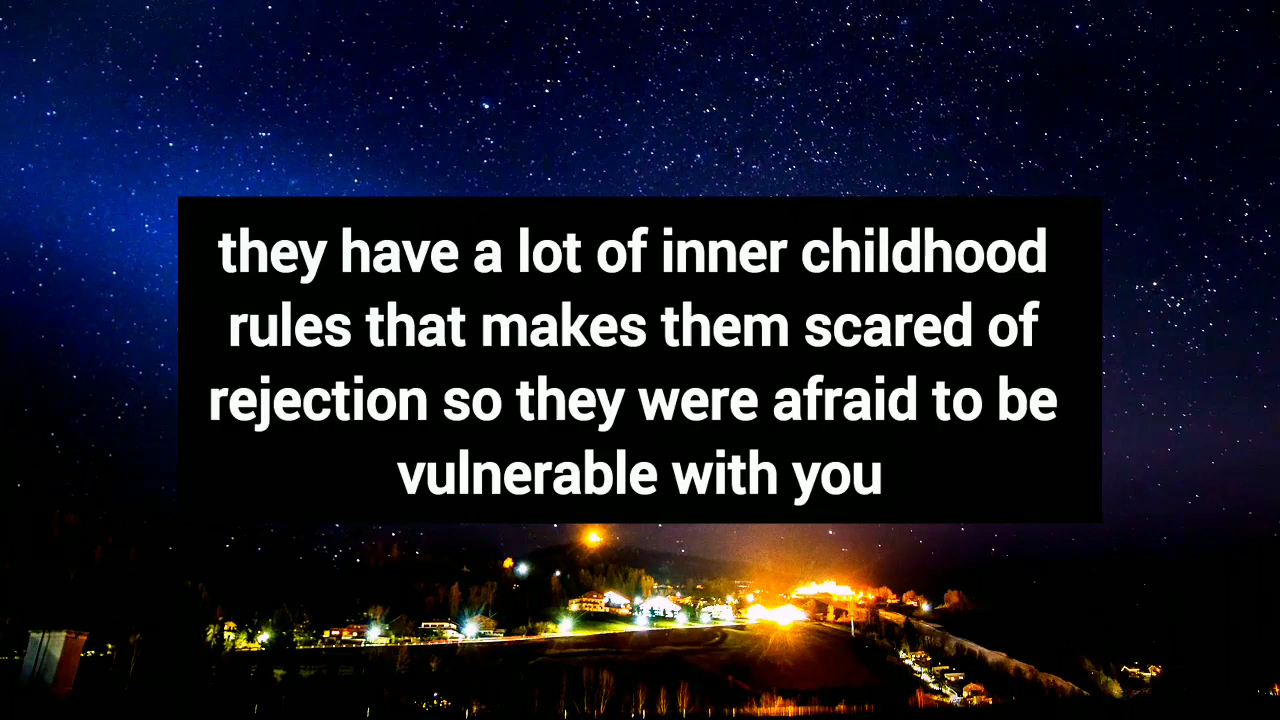 they have a lot of inner childhood
rules that makes them scared of
rejection so they were afraid to be
vulnerable with you